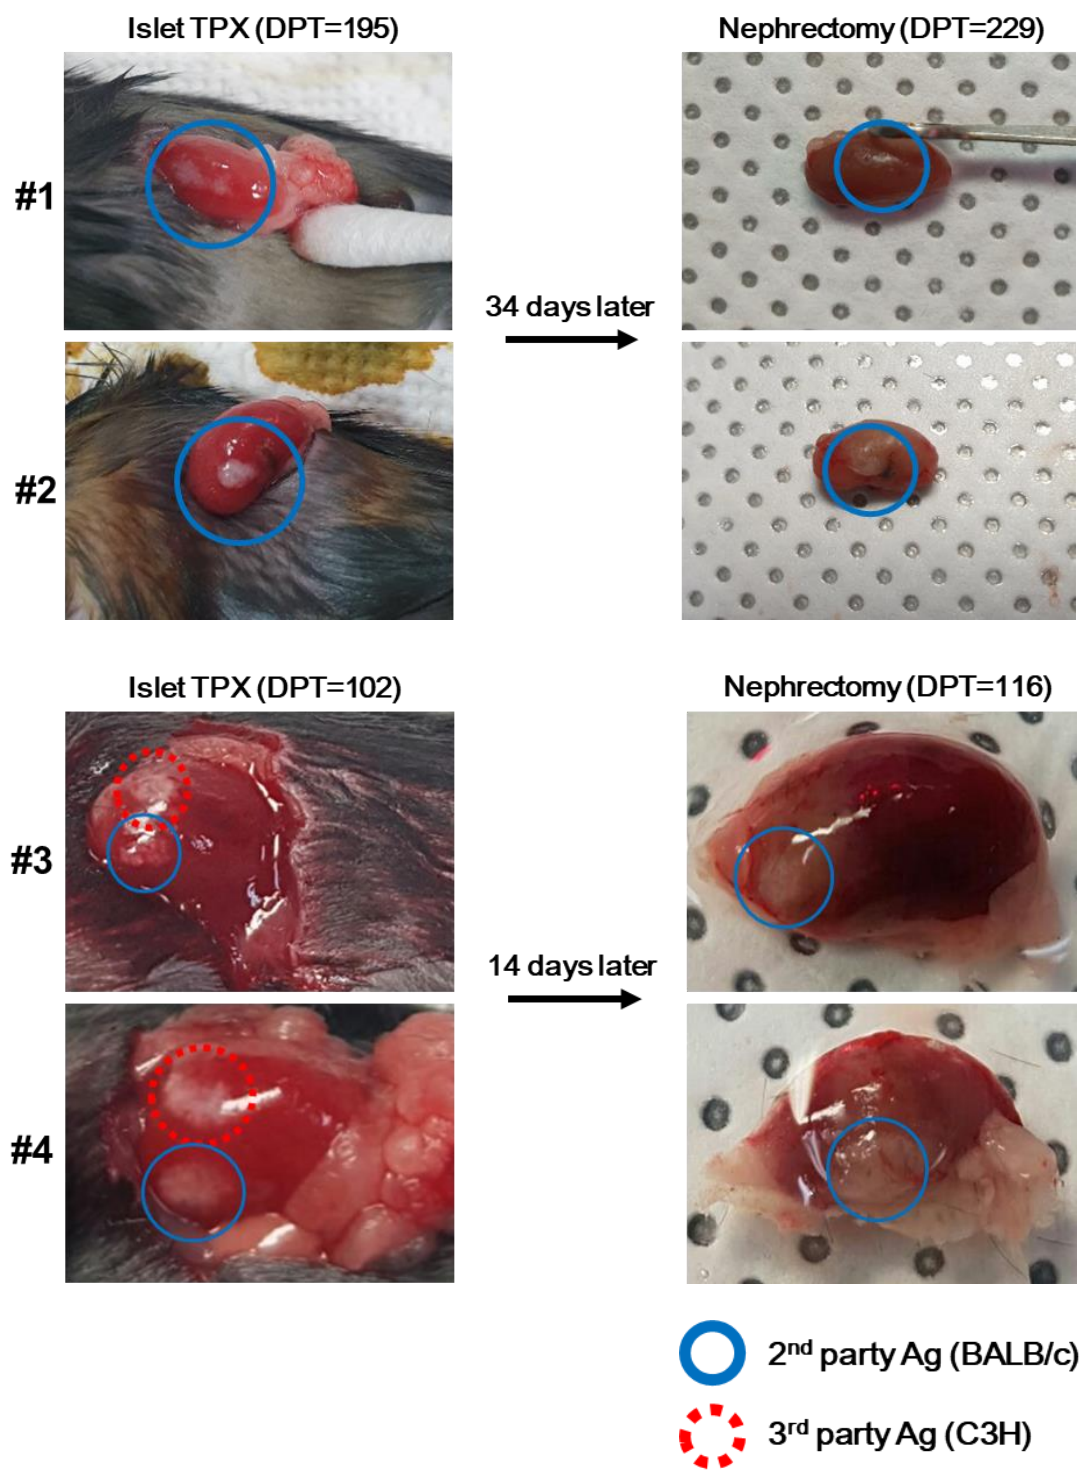 Islet TPX (DPT=195)
Nephrectomy (DPT=229)
#1
34 days later
#2
Islet TPX (DPT=102)
Nephrectomy (DPT=116)
#3
14 days later
#4
2nd party Ag (BALB/c)
3rd party Ag (C3H)